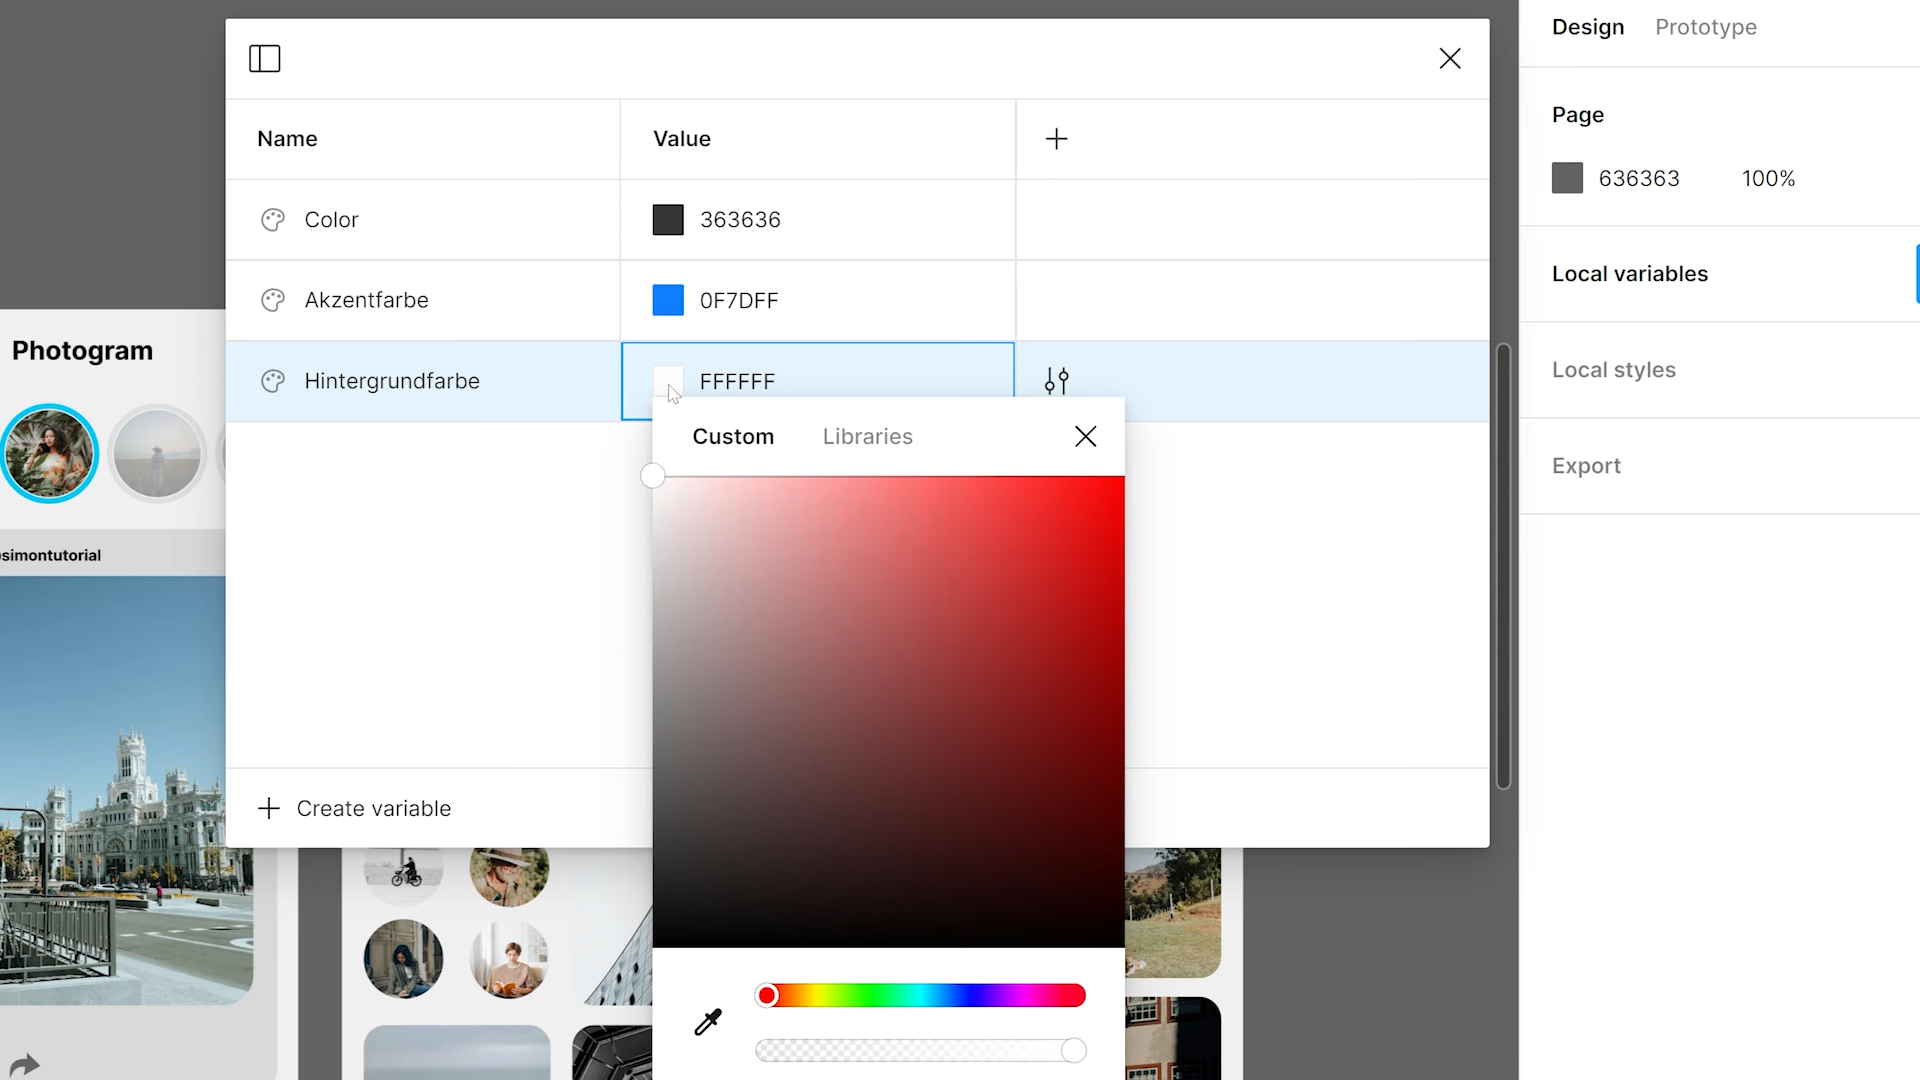 Design Prototype
Page
636363 100%
Local variables
Local styles
Export
Name Value
Color 363636
Akzentfarbe 0F7DFF
Hintergrundfarbe FFFFFF
Custom Libraries
Create variable
Photogram
simontutorial